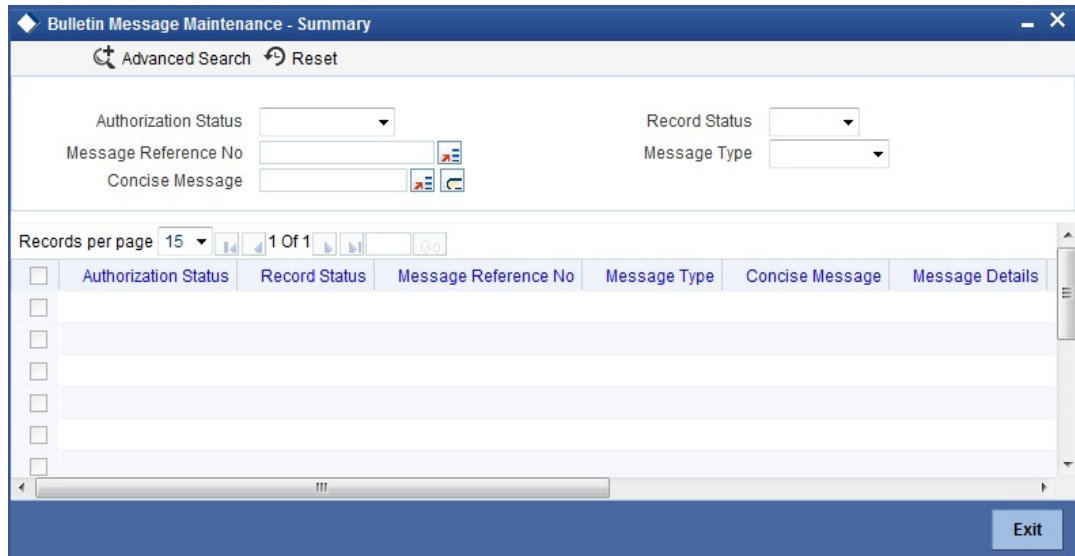 Bulletin Message Maintenance - Summary
Advanced Search Reset
Authorization Status Record Status
Message Reference No Message Type
Concise Message
Records per page 15 1 Of 1 Go
Authorization Status Record Status Message Reference No Message Type Concise Message Message Details
Exit